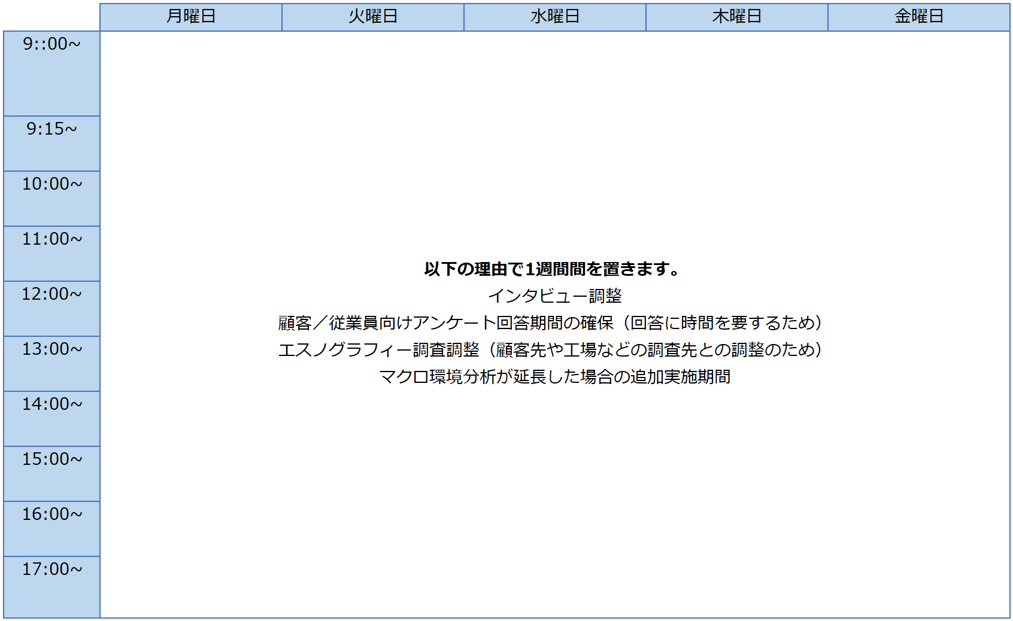 月曜日 火曜日 水曜日 木曜日 金曜日
9::00~
9:15~
10:00~
11:00~
12:00~
13:00~
14:00~
15:00~
16:00~
17:00~
以下の理由で1週間間を置きます。
インタビュー調整
顧客／従業員向けアンケート回答期間の確保（回答に時間を要するため）
エスノグラフィー調査調整（顧客先や工場などの調査先との調整のため）
マクロ環境分析が延長した場合の追加実施期間